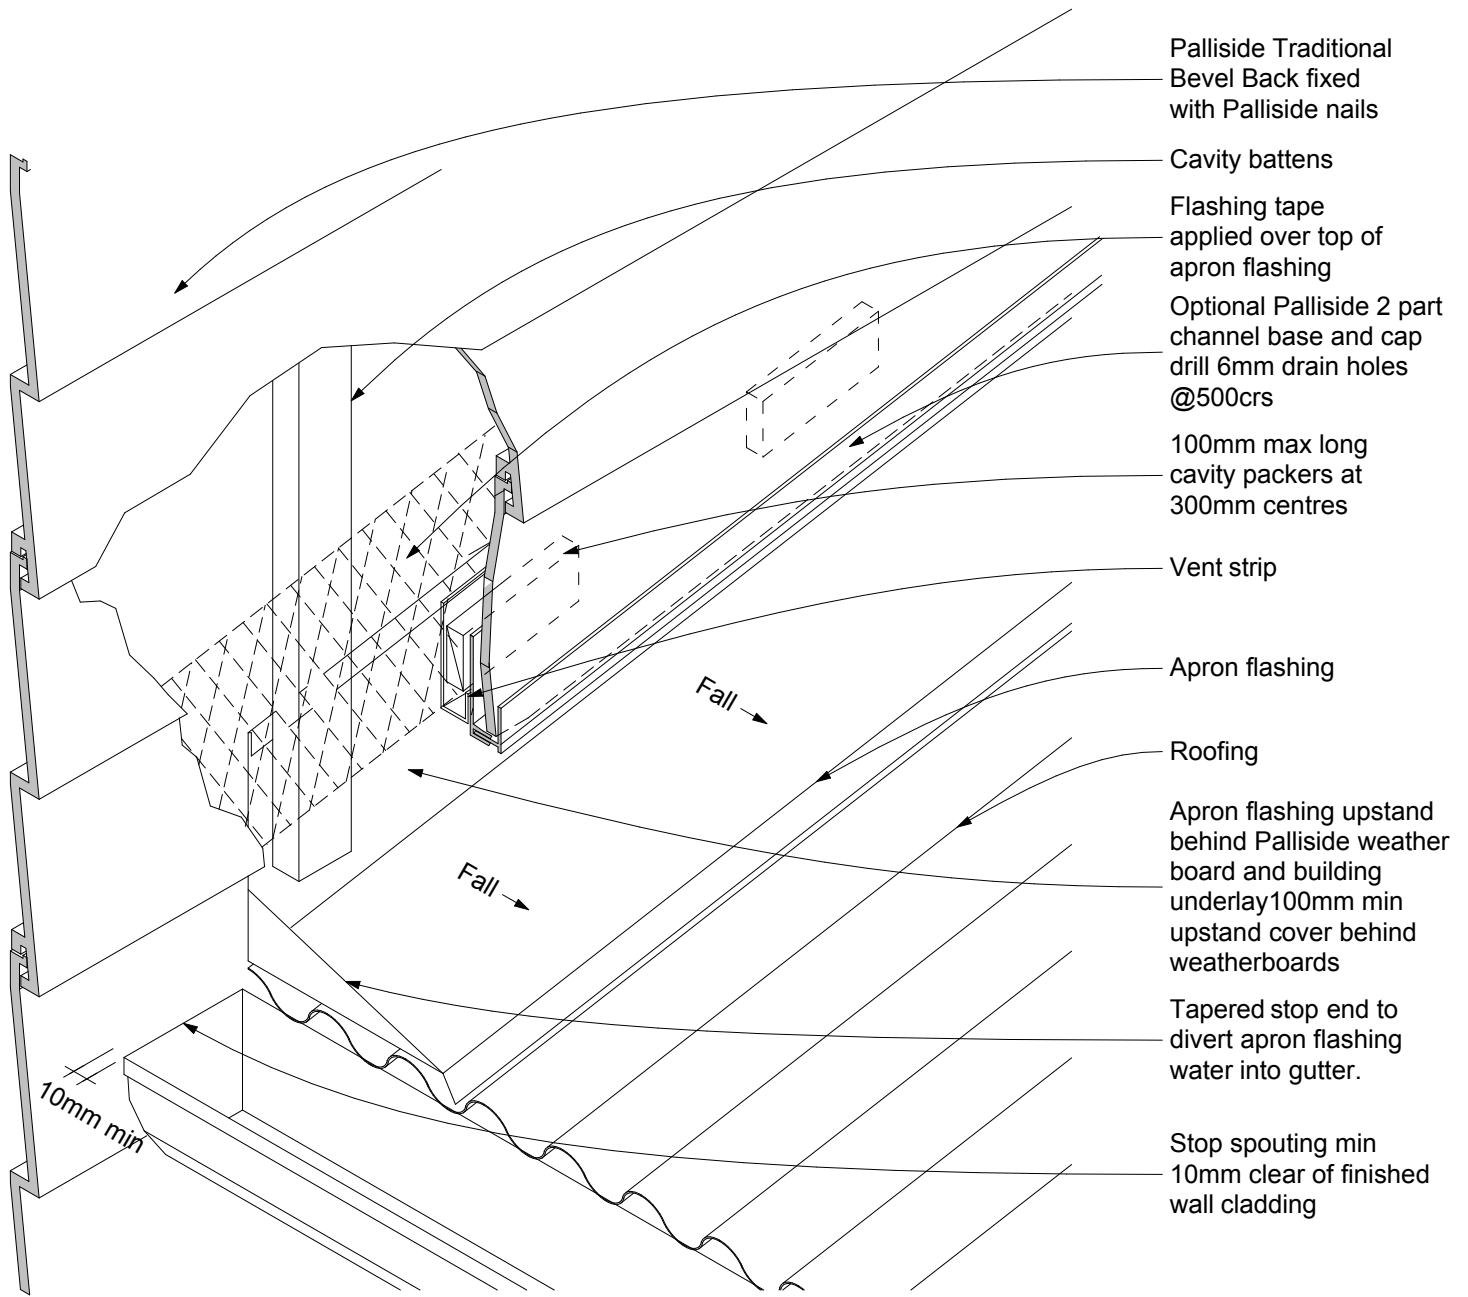 Palliside Traditional
Bevel Back fixed
with Palliside nails
Cavity battens
Flashing tape
applied over top of
apron flashing
Optional Palliside 2 part
channel base and cap
drill 6mm drain holes
@500crs
100mm max long
cavity packers at
300mm centres
Vent strip
Fall
Apron flashing
Roofing
Apron flashing upstand
behind Palliside weather
board and building
underlay100mm min
upstand cover behind
weatherboards
Fall
Tapered stop end to
divert apron flashing
water into gutter.
10mm min
Stop spouting min
10mm clear of finished
wall cladding